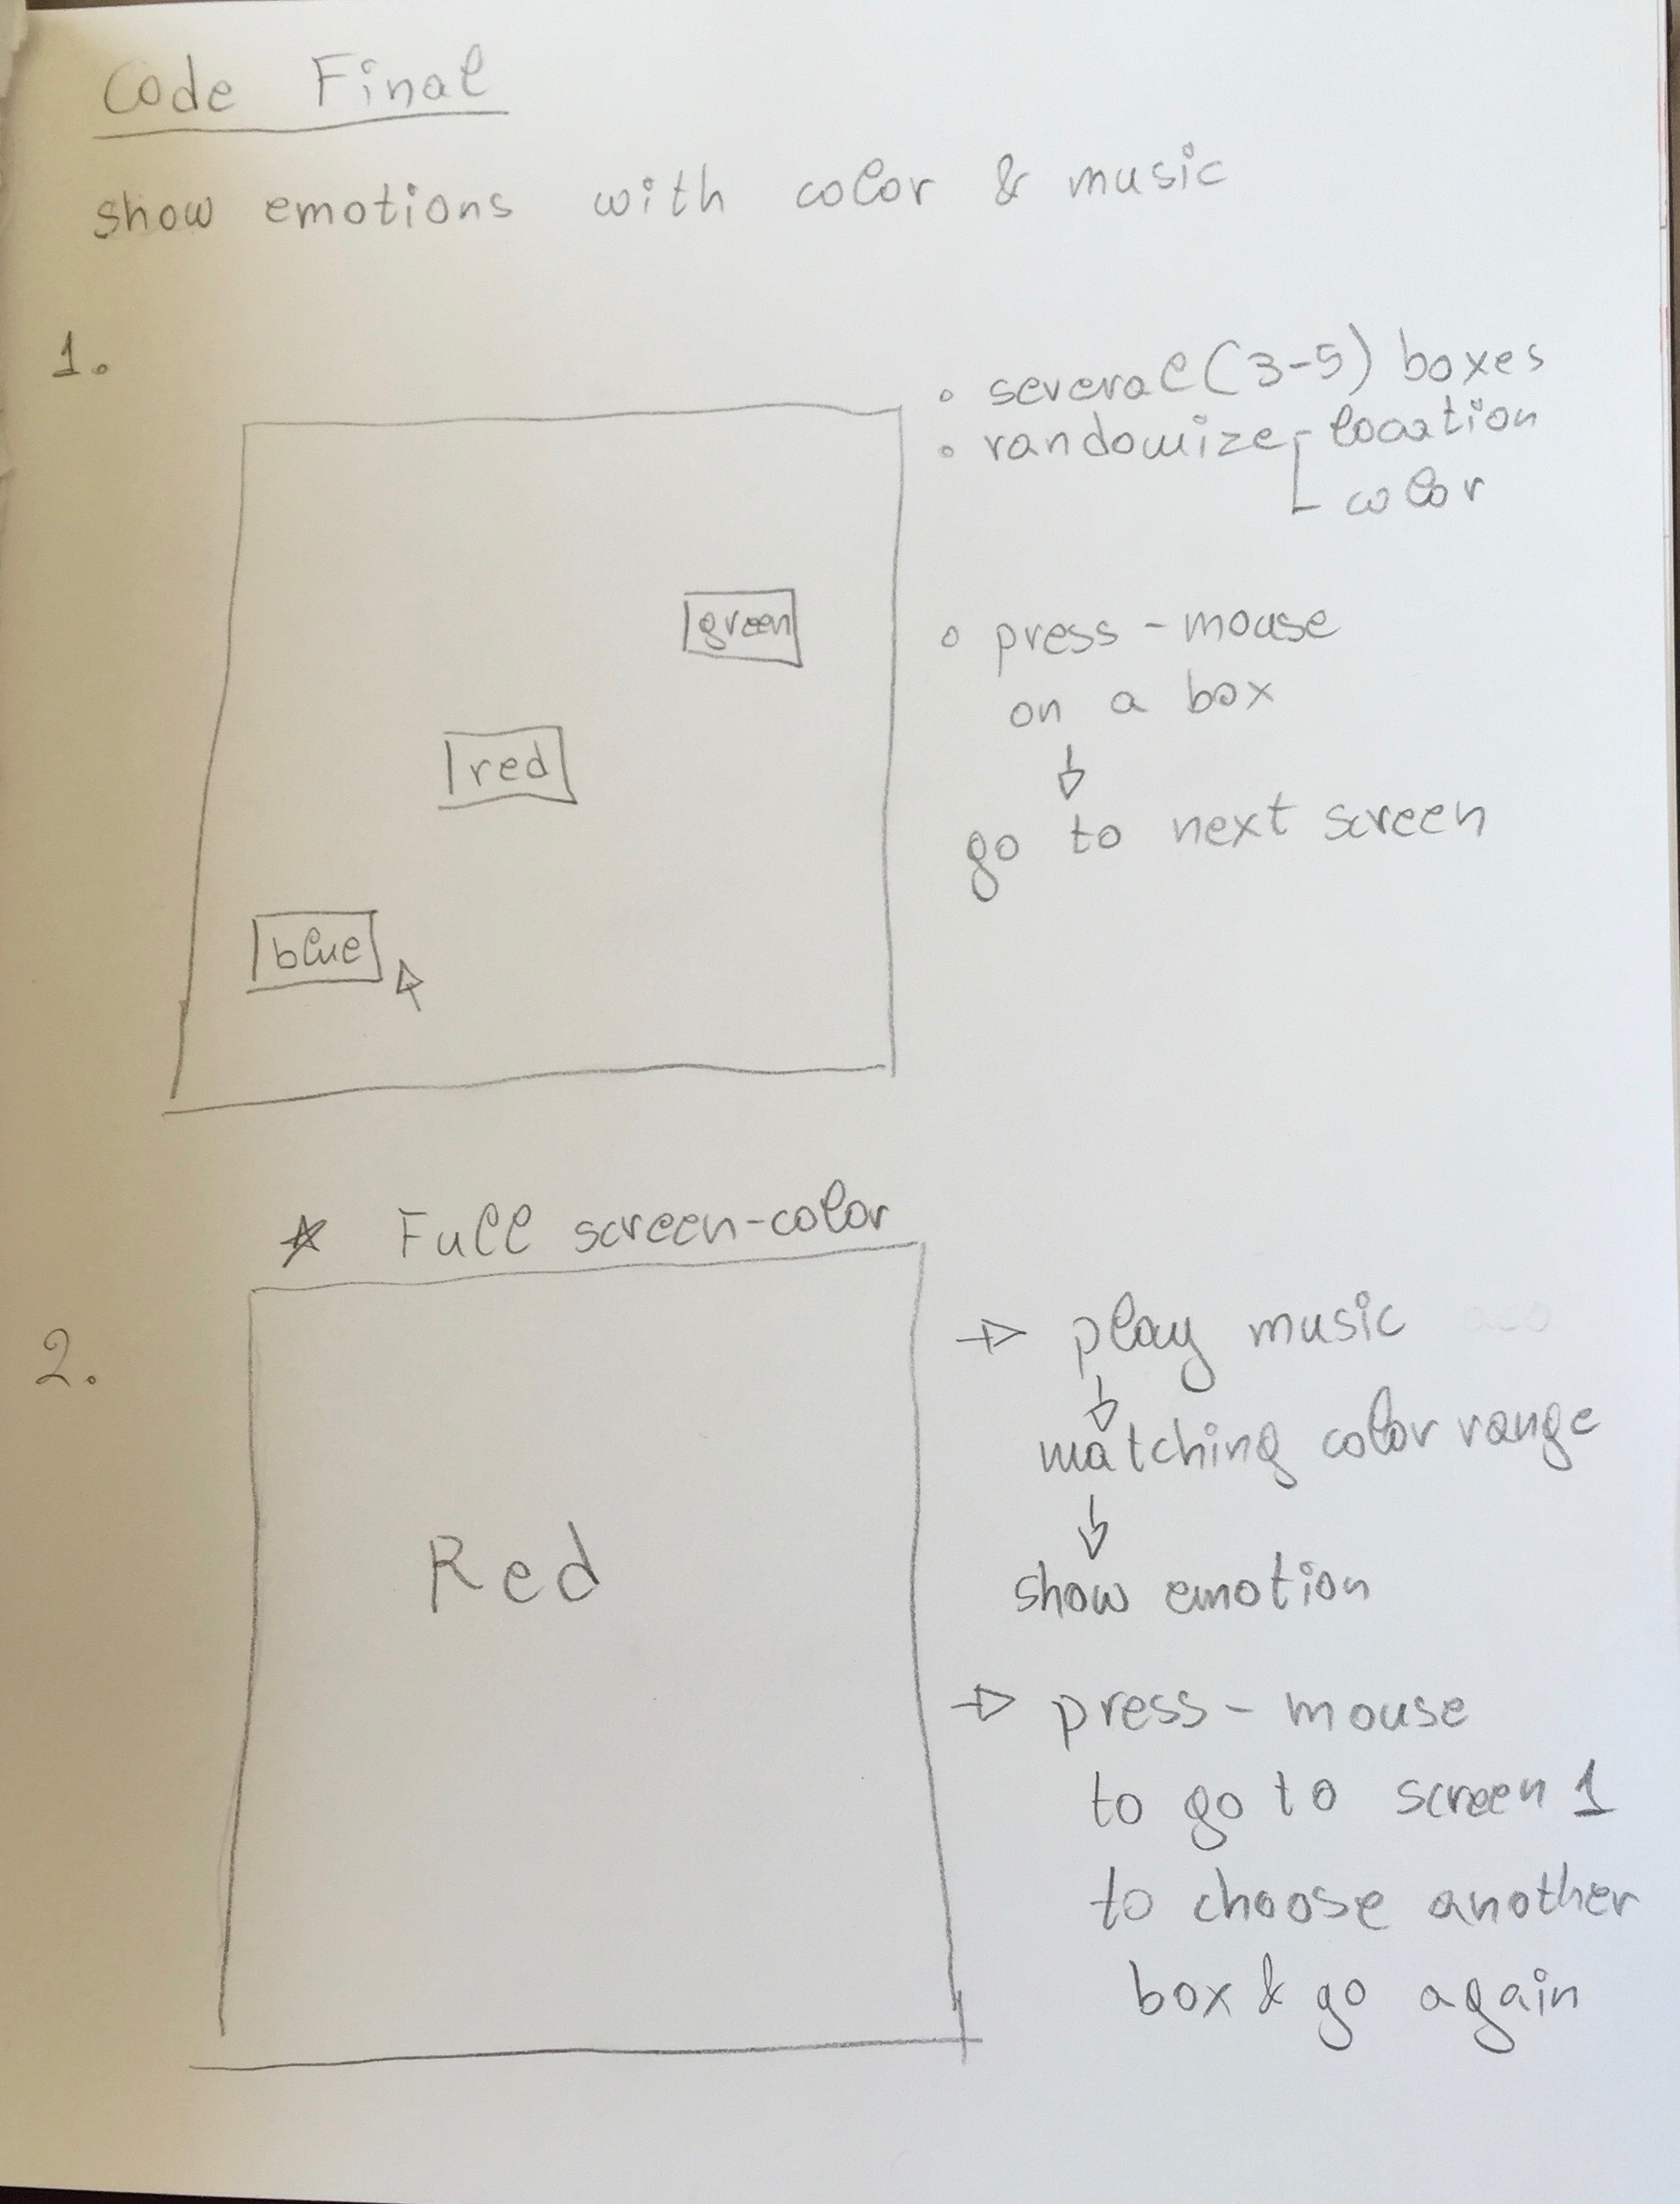 Code Final
show emotions with color & music
1.
• several (3-5) boxes
• randomize location
color
green
• press - mouse
on a box
red
go to next screen
blue
* Full screen-color
2.
play music
matching color range
Red
show emotion
press - mouse
to go to screen 1
to choose another
box & go again